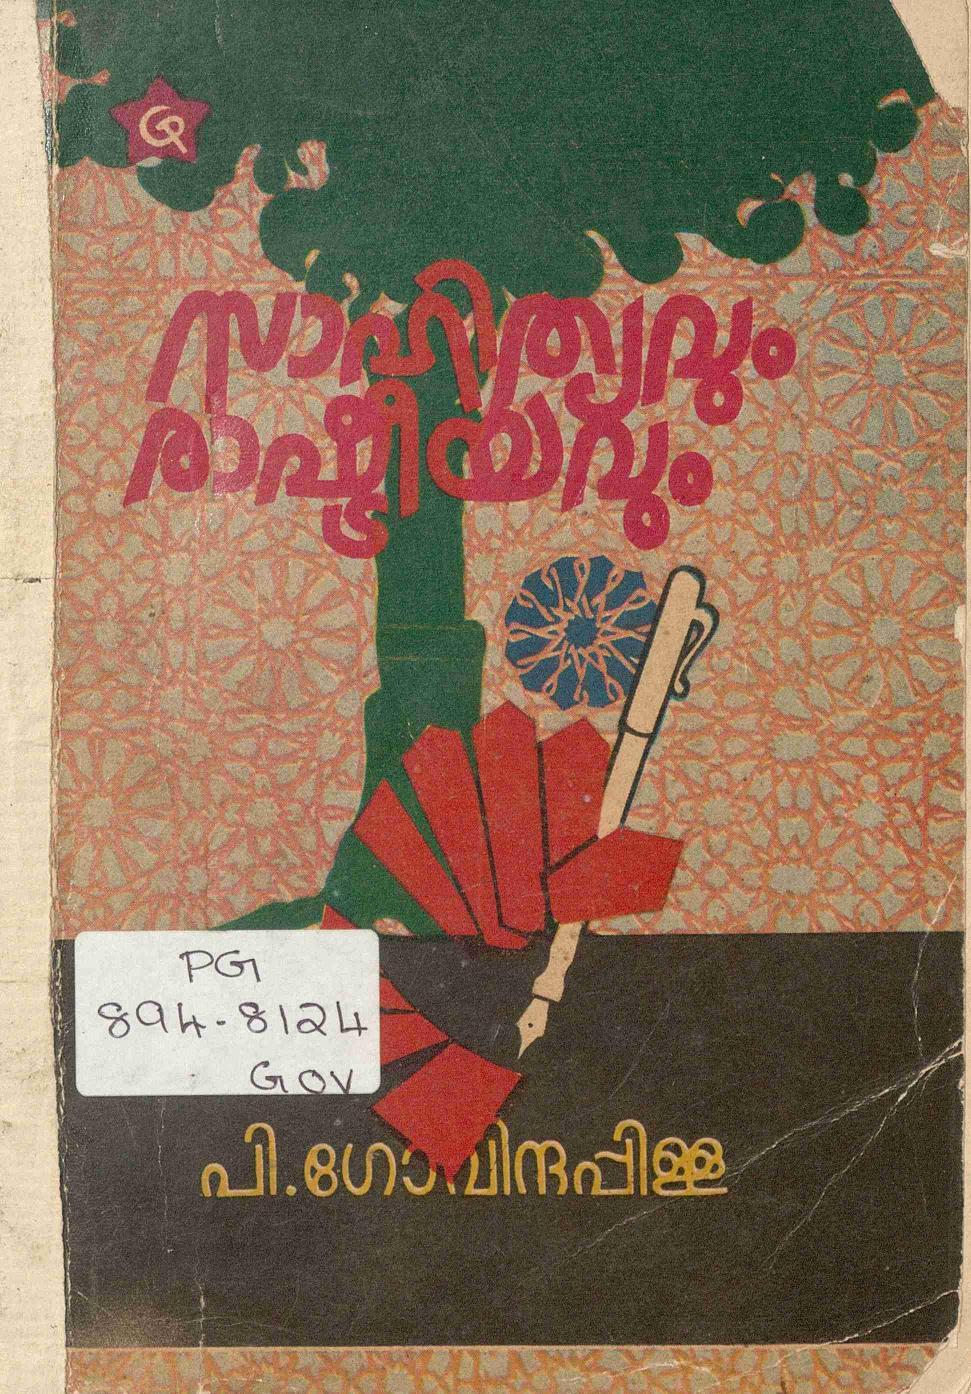 സാഹിത്യവും
രാഷ്ട്രീയവും
PG
894.8124
GOV
പി.ഗോവിന്ദപ്പിള്ള